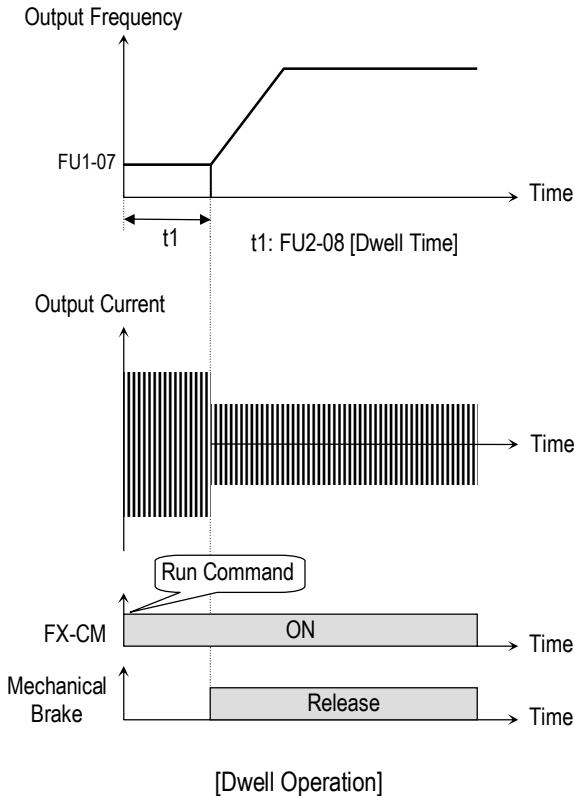 Output Frequency
FU1-07
Time
t1
t1: FU2-08 [Dwell Time]
Output Current
Time
Run Command
FX-CM
ON
Time
Mechanical
Brake
Release
Time
[Dwell Operation]